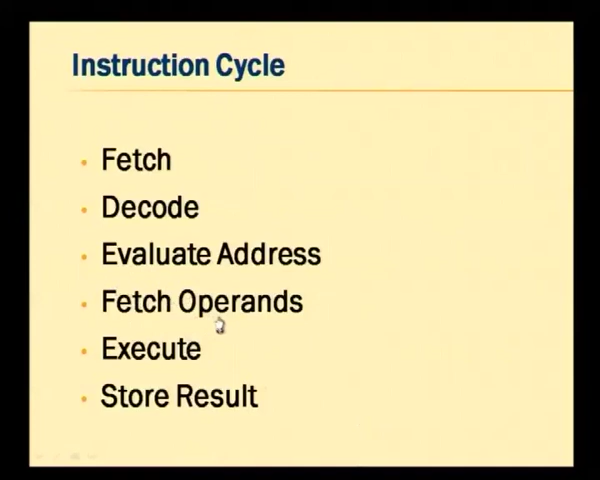 Instruction Cycle
Fetch
Decode
Evaluate Address
Fetch Operands
Execute
Store Result